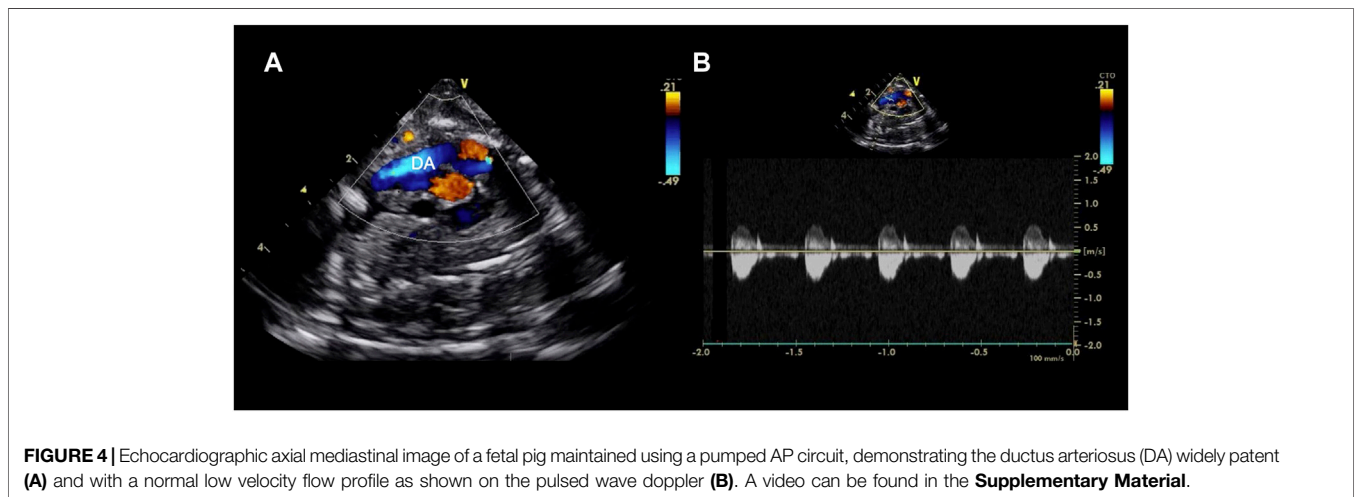 A
V
CTO
.21
DA
2
-.49
4
B
V
CTO
.21
2
4
-.49
2.0
1.5
1.0
0.5
[m/s]
-0.5
-1.0
-1.5
-2.0
-2.0
-1.5
-1.0
-0.5
0.0
100 mm/s
FIGURE 4 | Echocardiographic axial mediastinal image of a fetal pig maintained using a pumped AP circuit, demonstrating the ductus arteriosus (DA) widely patent
(A) and with a normal low velocity flow profile as shown on the pulsed wave doppler (B). A video can be found in the Supplementary Material.